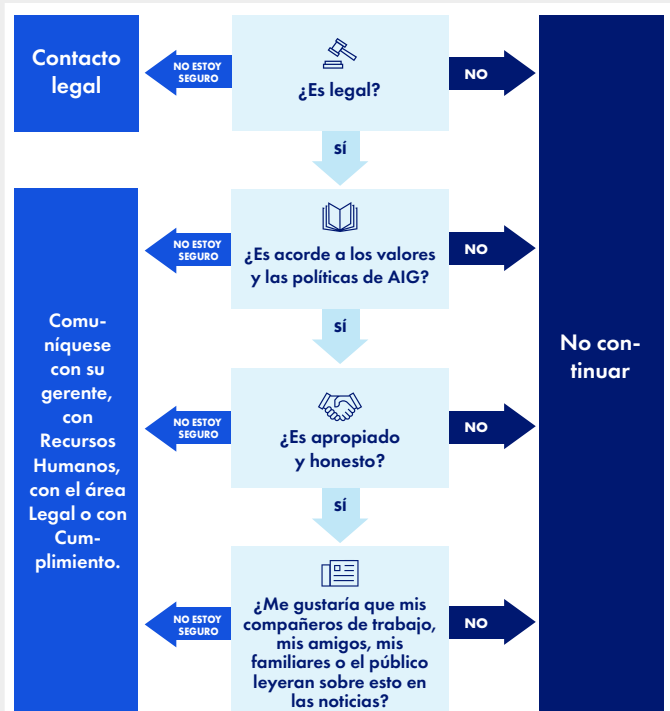 Contacto
legal
NO ESTOY
SEGURO
¿Es legal?
NO
SÍ
NO ESTOY
SEGURO
¿Es acorde a los valores
y las políticas de AIG?
NO
SÍ
Comu-
níquese
con su
gerente,
con
Recursos
Humanos,
con el área
Legal o con
Cum-
plimiento.
No con-
tinuar
NO ESTOY
SEGURO
¿Es apropiado
y honesto?
NO
SÍ
NO ESTOY
SEGURO
¿Me gustaría que mis
compañeros de trabajo,
mis amigos, mis
familiares o el público
leyeran sobre esto en
las noticias?
NO